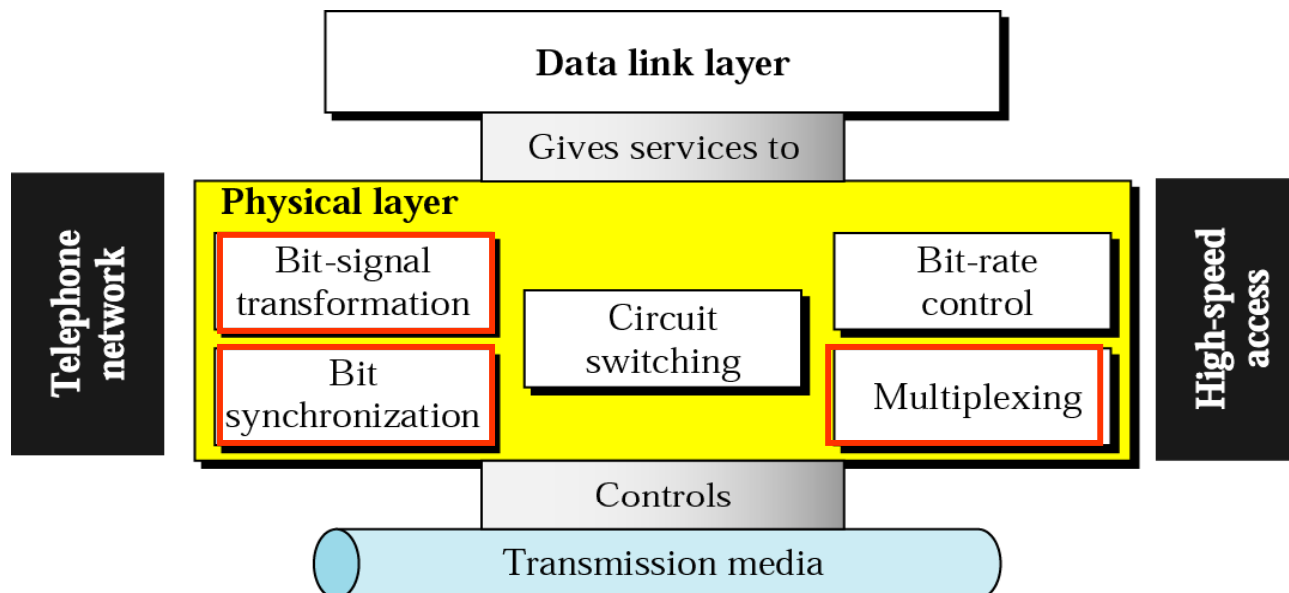 Data link layer
Gives services to
Telephone
network
Physical layer
Bit-signal
transformation
Bit
synchronization
Circuit
switching
Bit-rate
control
Multiplexing
High-speed
access
Controls
Transmission media